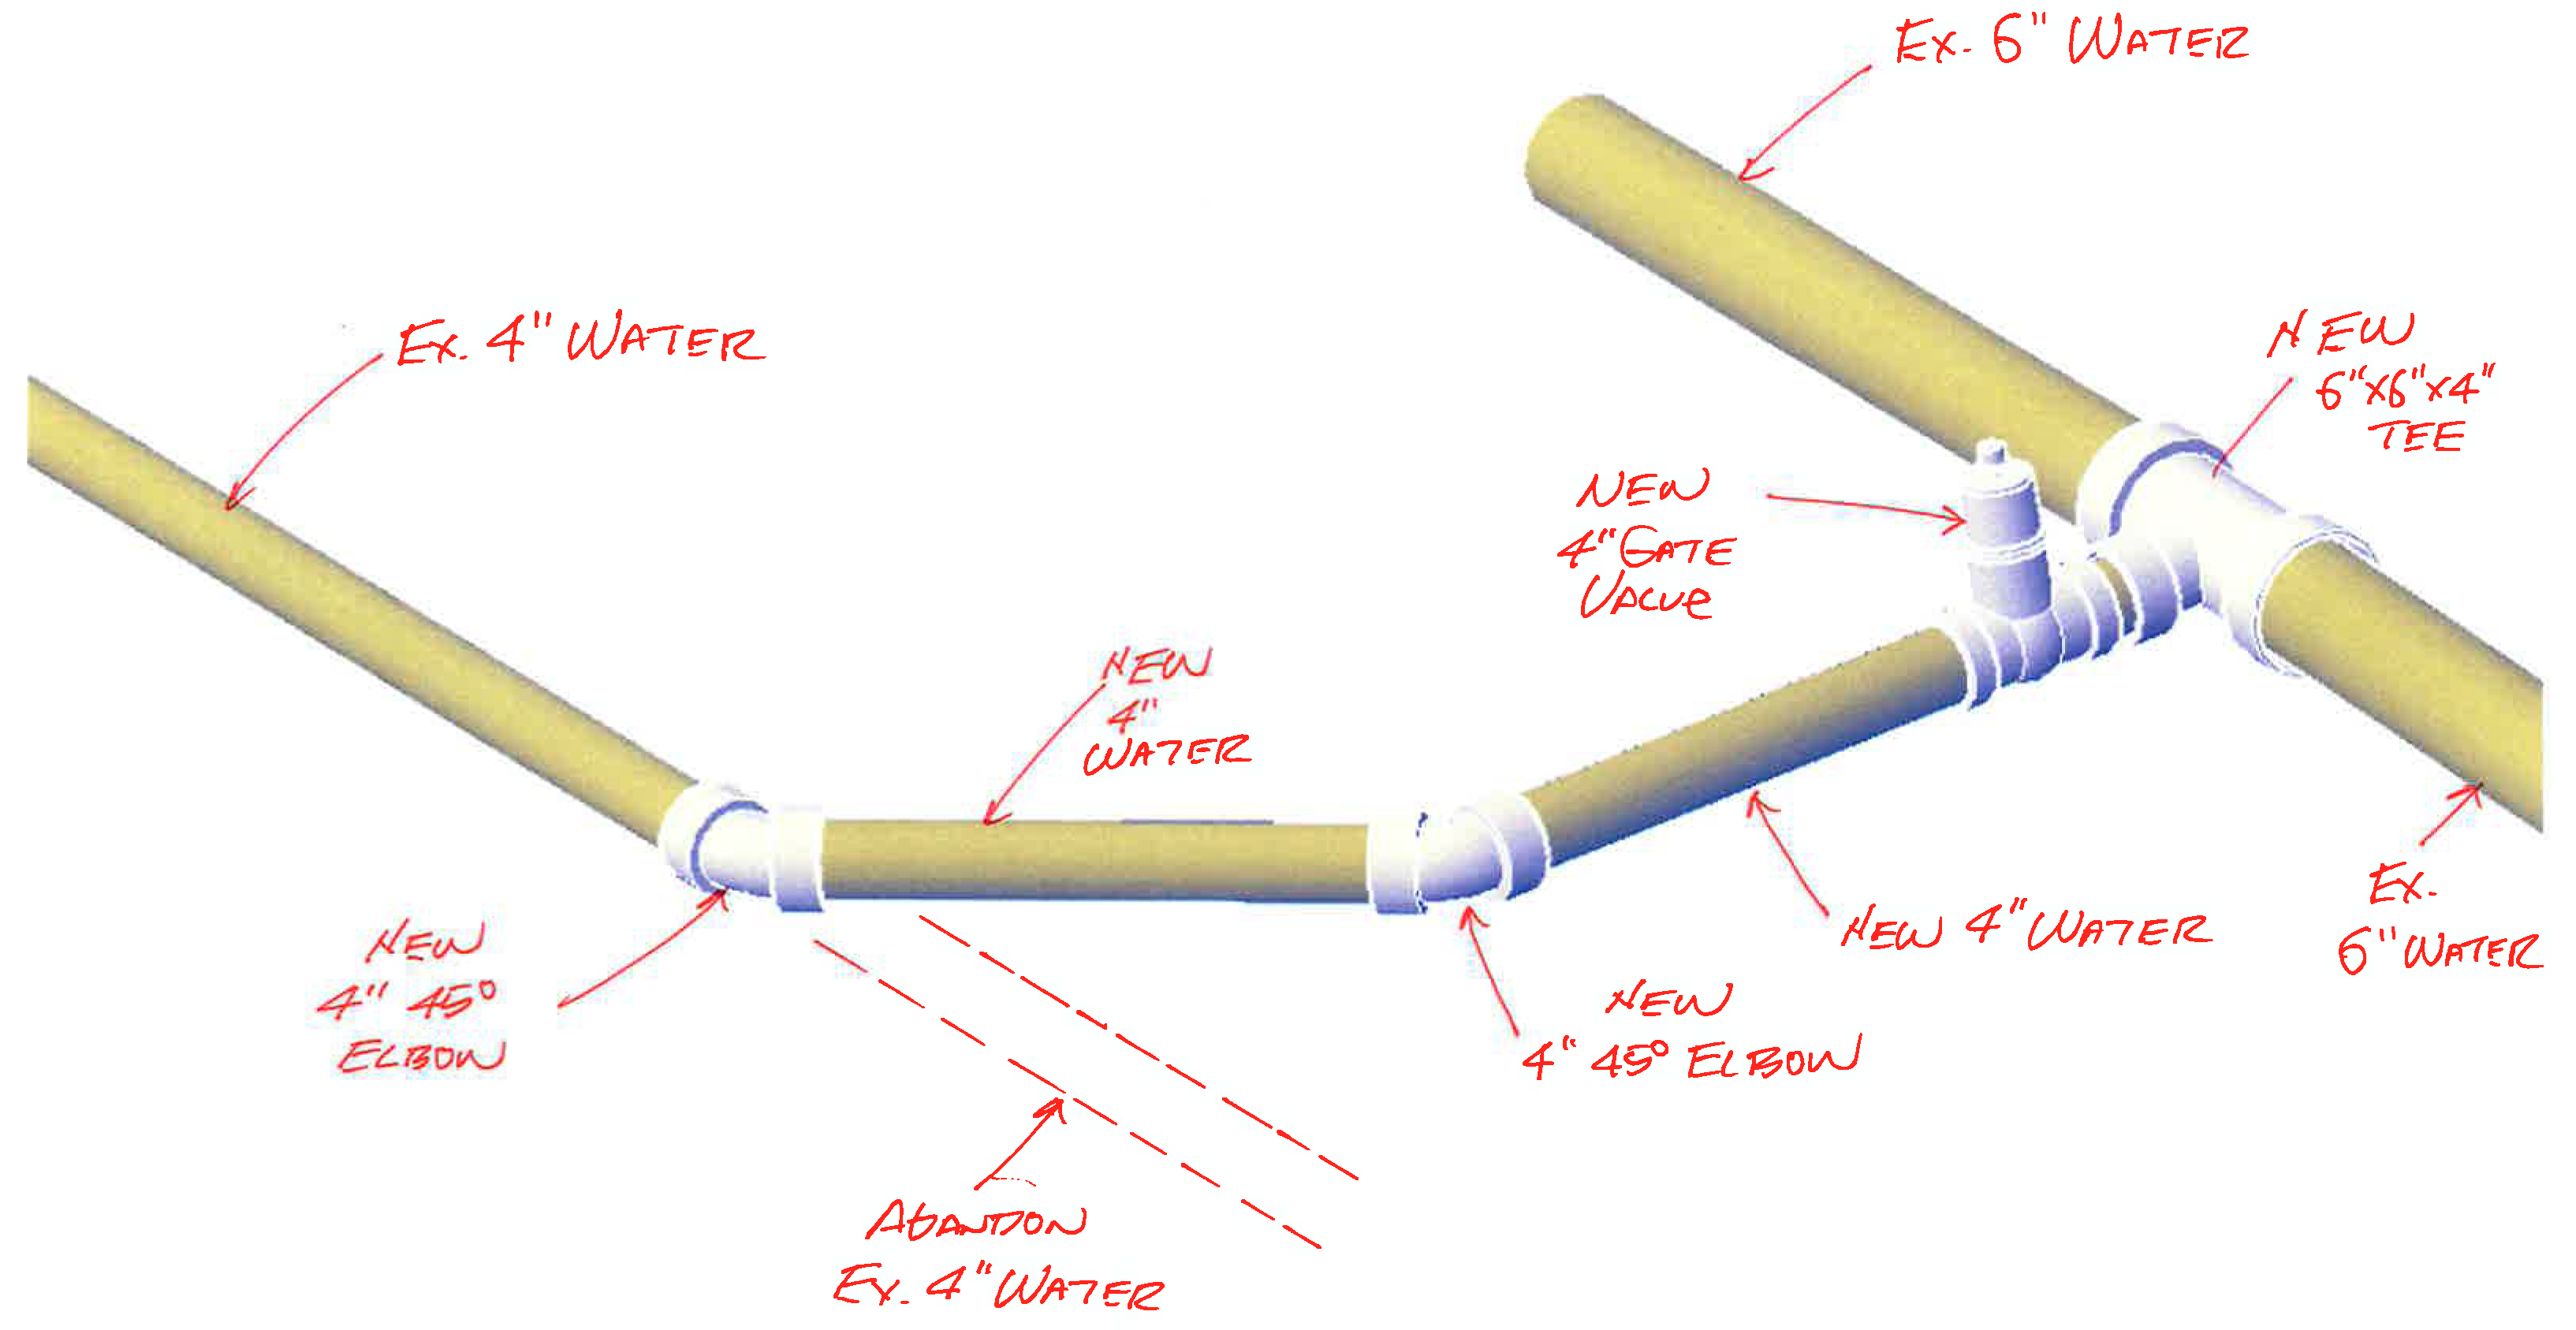 Ex. 6" WATER
NEW
6"x6"x4"
TEE
Ex. 4" WATER
NEW
4" GATE
VALVE
NEW
4"
WATER
Ex.
6" WATER
NEW 4" WATER
NEW
4" 45° ELBOW
NEW
4" 45°
ELBOW
ABANDON
Ex. 4" WATER